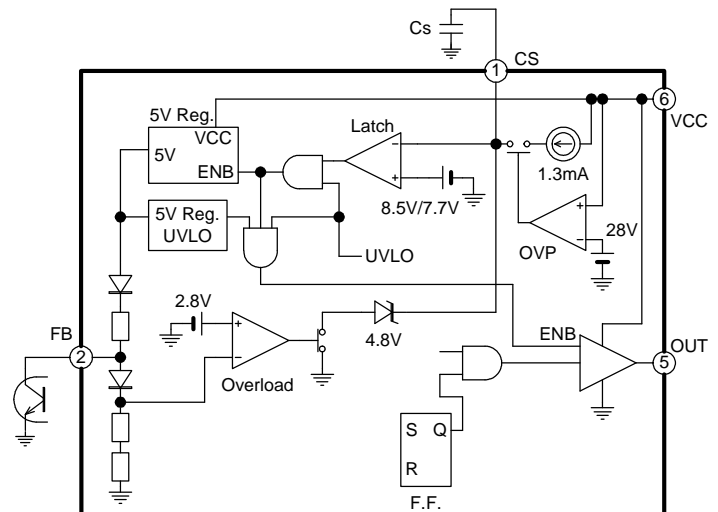 Cs
1
CS
6
VCC
5V Reg.
VCC
5V
ENB
Latch
1.3mA
8.5V/7.7V
5V Reg.
UVLO
UVLO
OVP
28V
2.8V
4.8V
FB
2
Overload
ENB
OUT
5
S
Q
R
F.F.